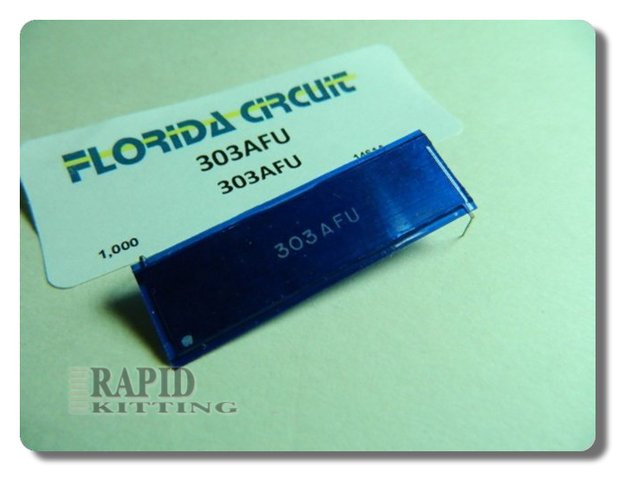 FLORIDA CIRCUIT
303AFU
303AFU
1,000
303AFU
RAPID
KITTING